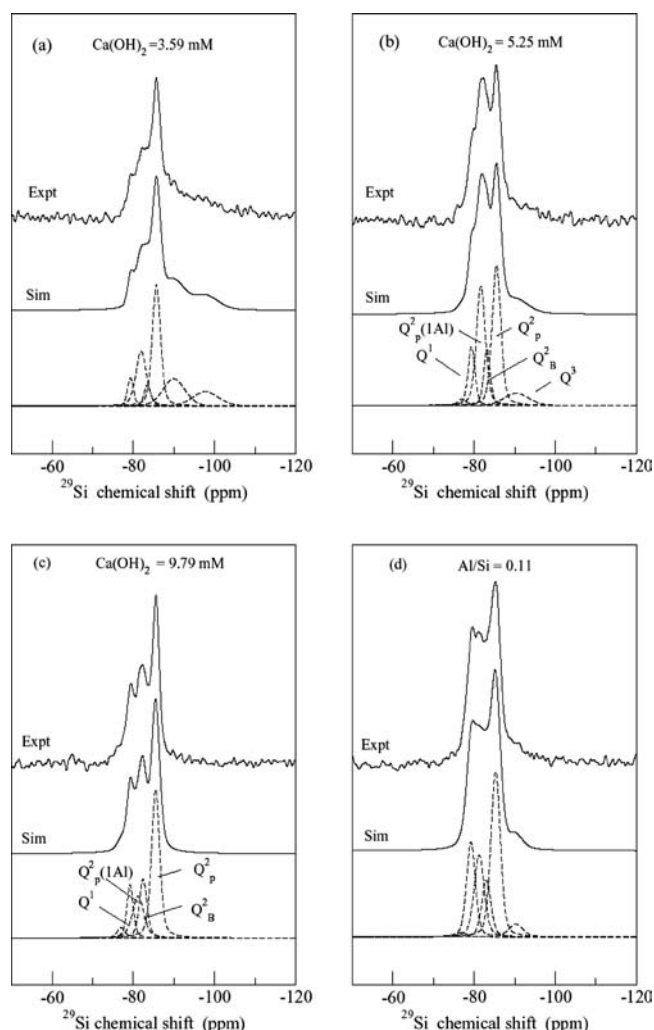 (a) Ca(OH)₂ =3.59 mM
Expt
Sim
-60 -80 -100 -120
²⁹Si chemical shift (ppm)
(b) Ca(OH)₂ = 5.25 mM
Expt
Sim
Q²ₚ(1Al) Q²ₚ
Q¹ Q²_B Q³
-60 -80 -100 -120
²⁹Si chemical shift (ppm)
(c) Ca(OH)₂ = 9.79 mM
Expt
Sim
Q²ₚ(1Al) Q²ₚ
Q¹ Q²_B
-60 -80 -100 -120
²⁹Si chemical shift (ppm)
(d) Al/Si = 0.11
Expt
Sim
-60 -80 -100 -120
²⁹Si chemical shift (ppm)